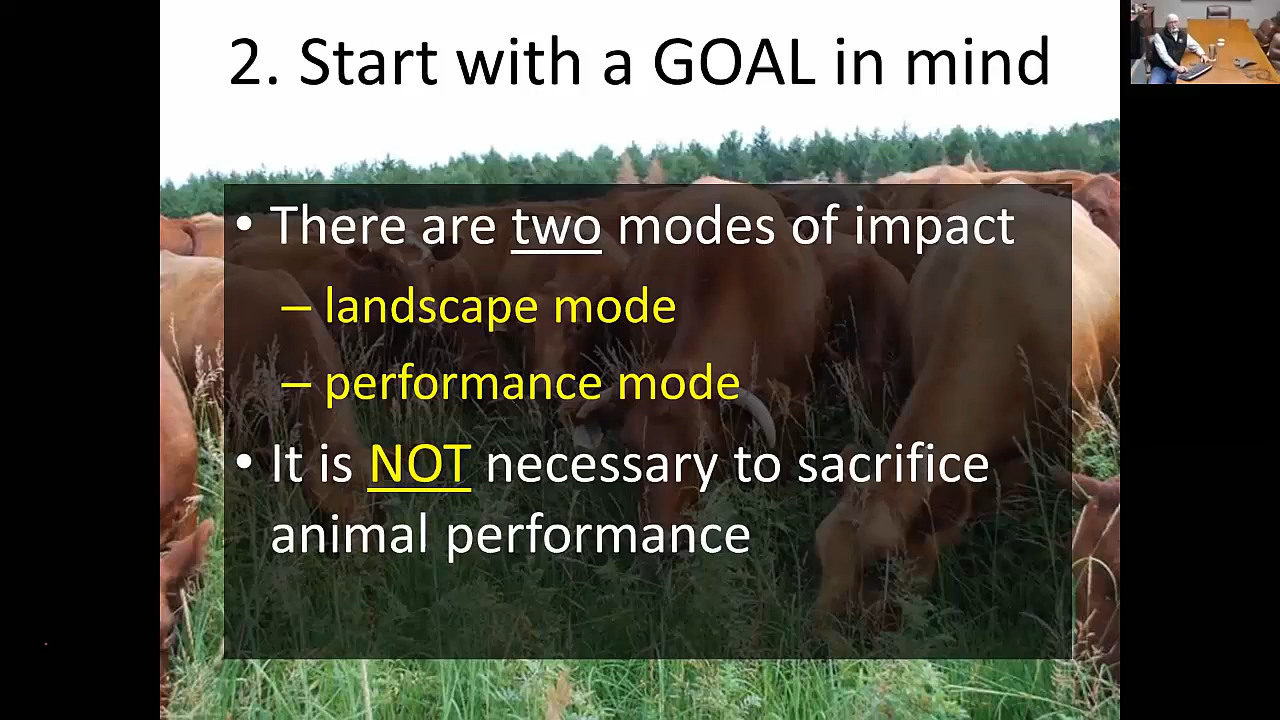 2. Start with a GOAL in mind
• There are two modes of impact
– landscape mode
– performance mode
• It is NOT necessary to sacrifice
animal performance